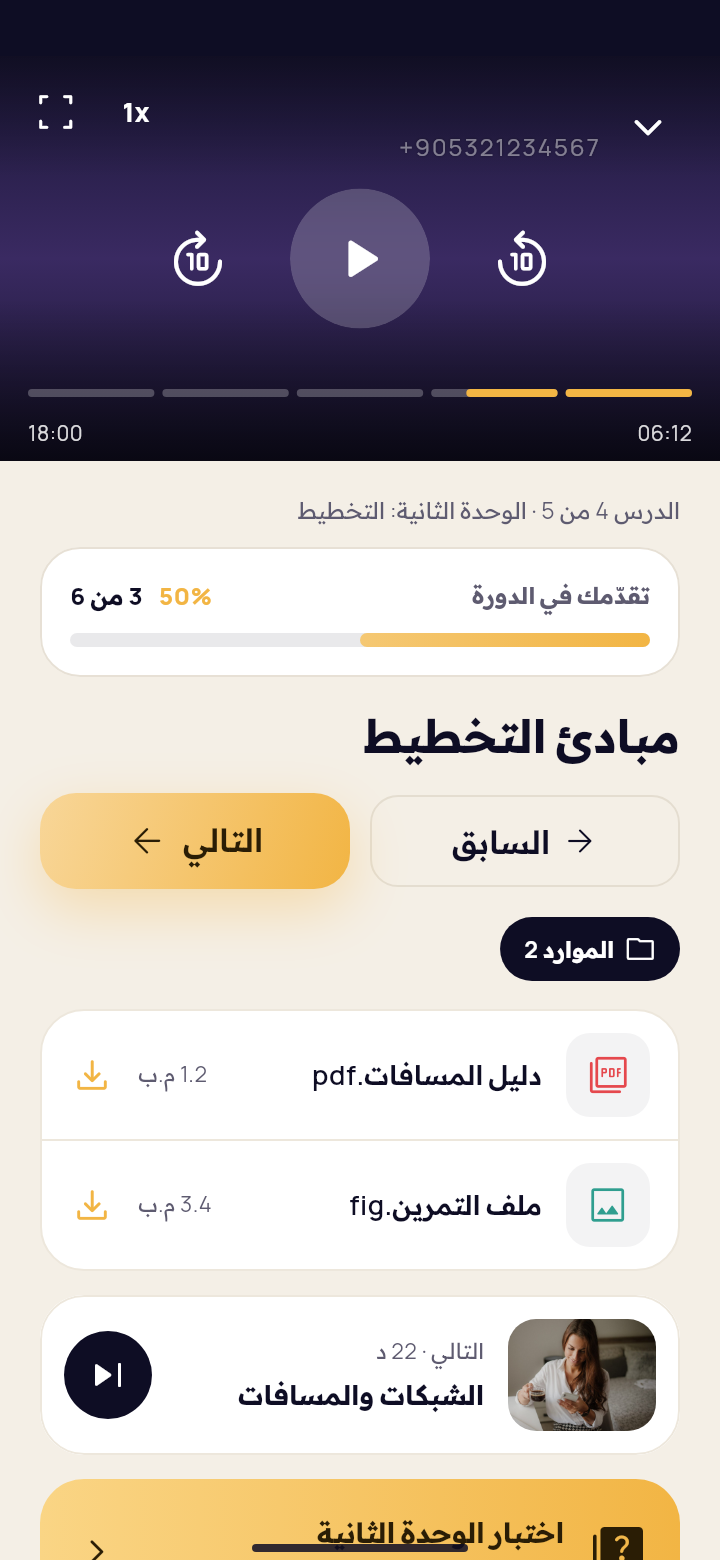 1x
+905321234567
10
10
06:12
18:00
الدرس 4 من 5 · الوحدة الثانية: التخطيط
تقدّمك في الدورة
50% 3 من 6
مبادئ التخطيط
السابق
التالي
الموارد 2
PDF
دليل المسافات.pdf
1.2 م.ب
ملف التمرين.fig
3.4 م.ب
التالي · 22 د
الشبكات والمسافات
اختبار الوحدة الثانية
?